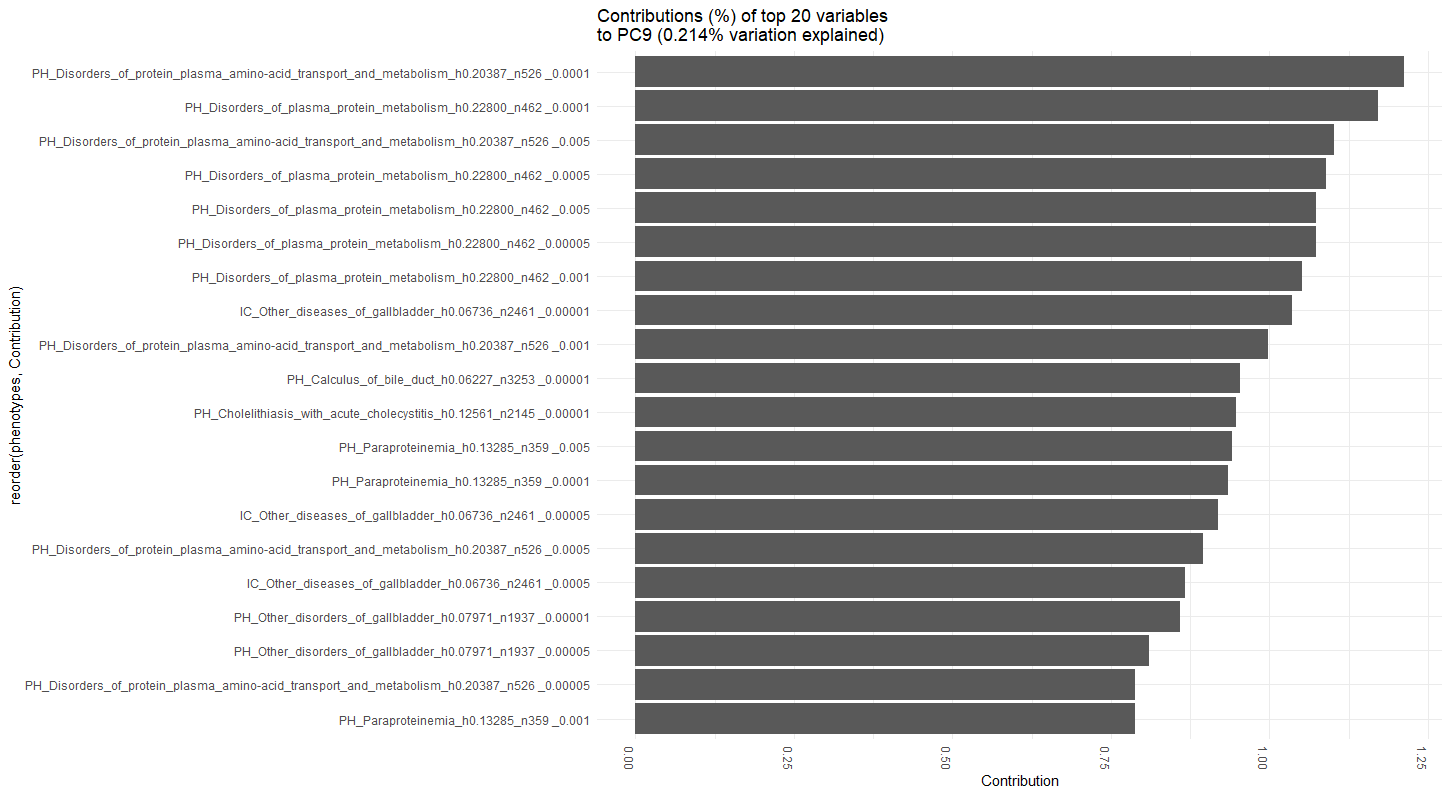 Contributions (%) of top 20 variables
to PC9 (0.214% variation explained)
reorder(phenotypes, Contribution)
PH_Disorders_of_protein_plasma_amino-acid_transport_and_metabolism_h0.20387_n526 _0.0001
PH_Disorders_of_plasma_protein_metabolism_h0.22800_n462 _0.0001
PH_Disorders_of_protein_plasma_amino-acid_transport_and_metabolism_h0.20387_n526 _0.005
PH_Disorders_of_plasma_protein_metabolism_h0.22800_n462 _0.0005
PH_Disorders_of_plasma_protein_metabolism_h0.22800_n462 _0.005
PH_Disorders_of_plasma_protein_metabolism_h0.22800_n462 _0.00005
PH_Disorders_of_plasma_protein_metabolism_h0.22800_n462 _0.001
IC_Other_diseases_of_gallbladder_h0.06736_n2461 _0.00001
PH_Disorders_of_protein_plasma_amino-acid_transport_and_metabolism_h0.20387_n526 _0.001
PH_Calculus_of_bile_duct_h0.06227_n3253 _0.00001
PH_Cholelithiasis_with_acute_cholecystitis_h0.12561_n2145 _0.00001
PH_Paraproteinemia_h0.13285_n359 _0.005
PH_Paraproteinemia_h0.13285_n359 _0.0001
IC_Other_diseases_of_gallbladder_h0.06736_n2461 _0.00005
PH_Disorders_of_protein_plasma_amino-acid_transport_and_metabolism_h0.20387_n526 _0.0005
IC_Other_diseases_of_gallbladder_h0.06736_n2461 _0.0005
PH_Other_disorders_of_gallbladder_h0.07971_n1937 _0.00001
PH_Other_disorders_of_gallbladder_h0.07971_n1937 _0.00005
PH_Disorders_of_protein_plasma_amino-acid_transport_and_metabolism_h0.20387_n526 _0.00005
PH_Paraproteinemia_h0.13285_n359 _0.001
0.00
0.25
0.50
0.75
1.00
1.25
Contribution